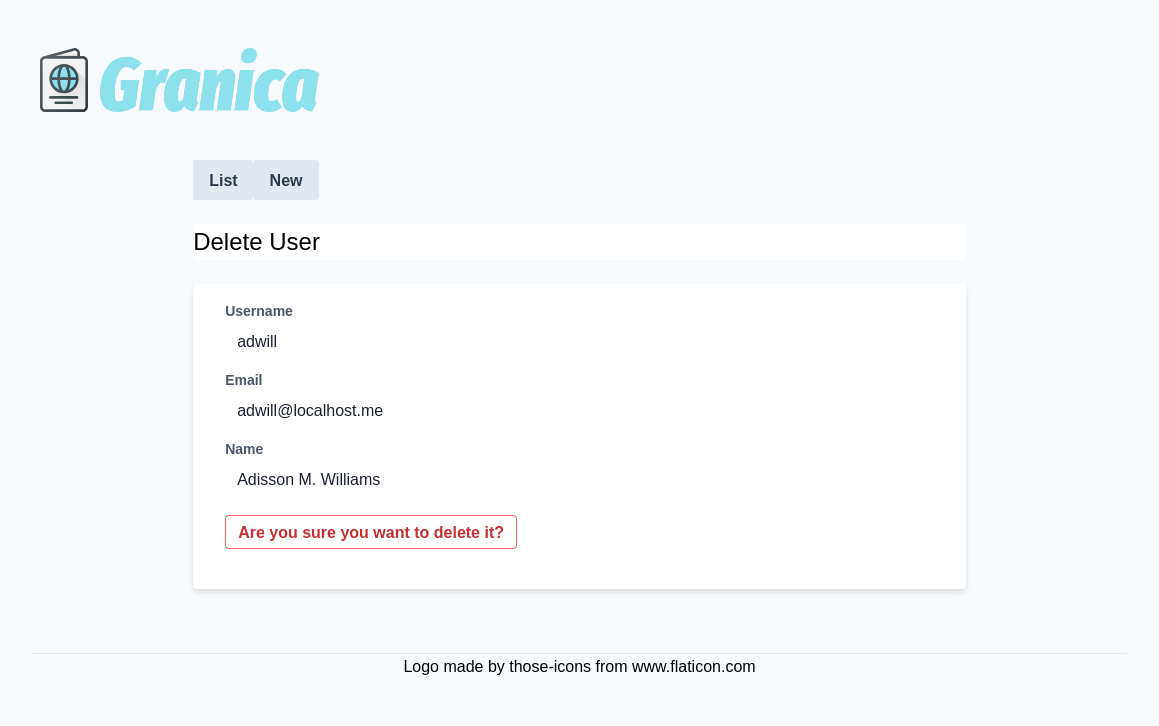 Granica
List
New
Delete User
Username
adwill
Email
adwill@localhost.me
Name
Adisson M. Williams
Are you sure you want to delete it?
Logo made by those-icons from www.flaticon.com